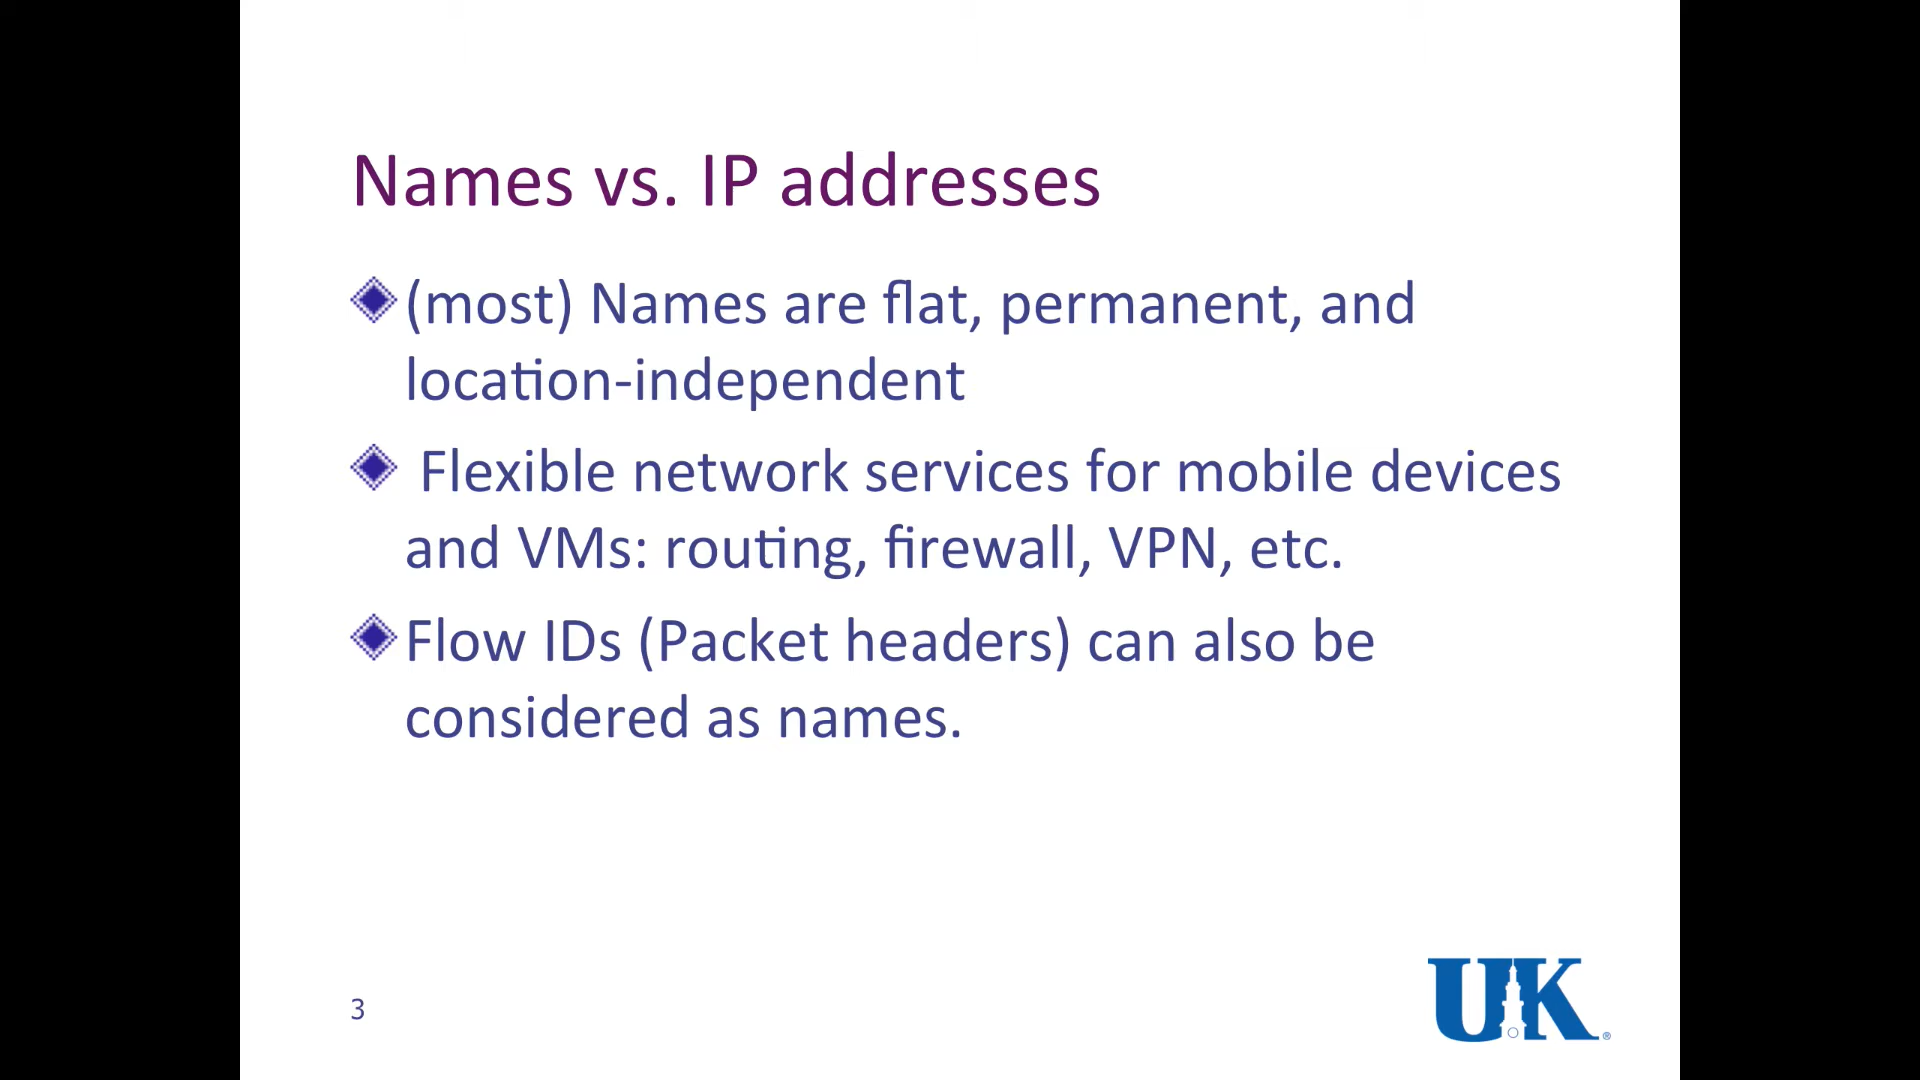 Names vs. IP addresses
(most) Names are flat, permanent, and
location-independent
Flexible network services for mobile devices
and VMs: routing, firewall, VPN, etc.
Flow IDs (Packet headers) can also be
considered as names.
3
UK®